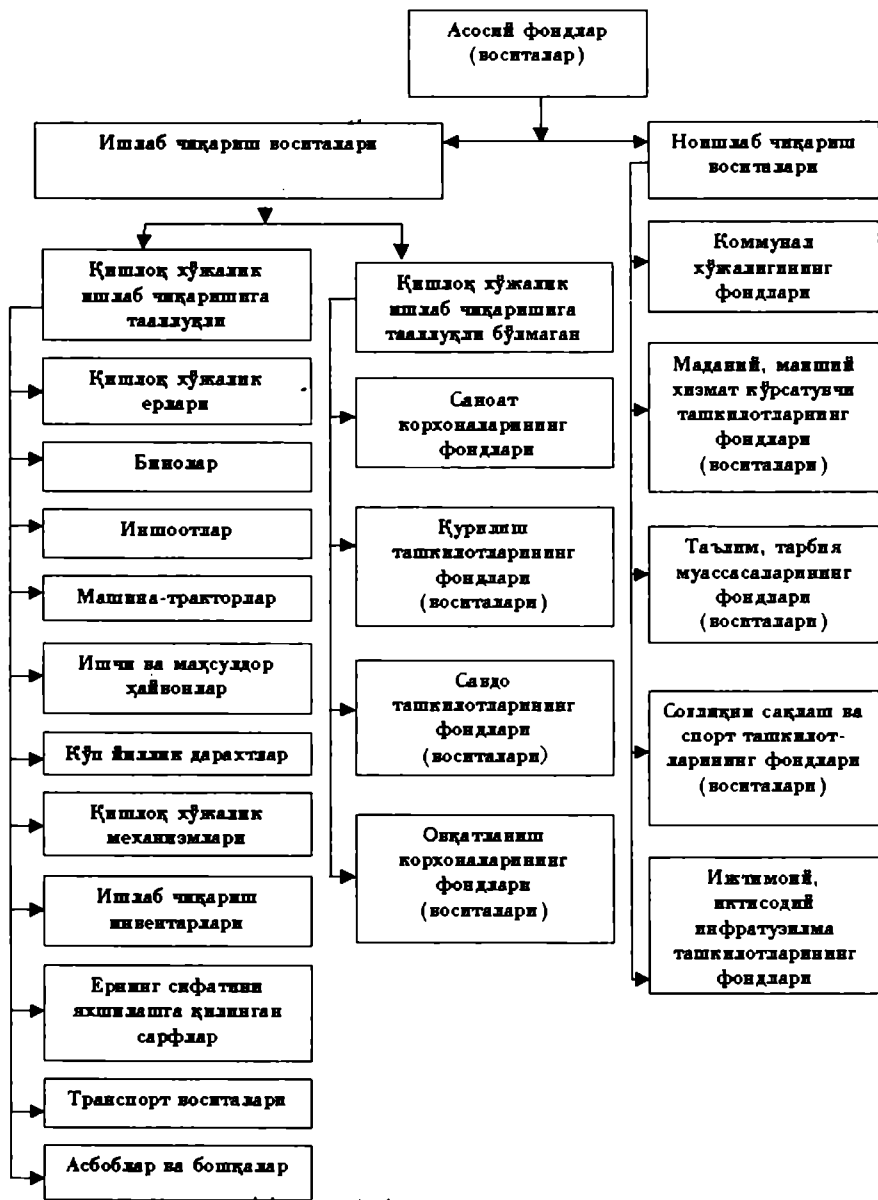 Асосий фондлар
(воситалар)
Ишлаб чиқариш воситалари
Ноишлаб чиқариш
воситалари
Қишлоқ хўжалик
ишлаб чиқаришига
тааллуқли
Қишлоқ хўжалик
ерлари
Бинолар
Иншоотлар
Машина-тракторлар
Ишчи ва маҳсулдор
ҳайвонлар
Кўп йиллик дарахтлар
Қишлоқ хўжалик
механизмлари
Ишлаб чиқариш
инвентарлари
Ернинг сифатини
яхшилашга қилинган
сарфлар
Транспорт воситалари
Асбоблар ва бошқалар
Қишлоқ хўжалик
ишлаб чиқаришига
тааллуқли бўлмаган
Саноат
корхоналарининг
фондлари
Қурилиш
ташкилотларининг
фондлари
(воситалари)
Савдо
ташкилотларининг
фондлари
(воситалари)
Овқатланиш
корхоналарининг
фондлари
(воситалари)
Коммунал
хўжалигининг
фондлари
Маданий, маиший
хизмат кўрсатувчи
ташкилотларнинг
фондлари
(воситалари)
Таълим, тарбия
муассасаларининг
фондлари
(воситалари)
Соғлиқни сақлаш ва
спорт ташкилот-
ларининг фондлари
(воситалари)
Ижтимоий,
иктисодий
инфратузилма
ташкилотларининг
фондлари